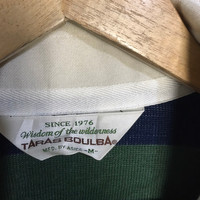 SINCE 1976
Wisdom of the wilderness
TARAS BOULBA®
-M-